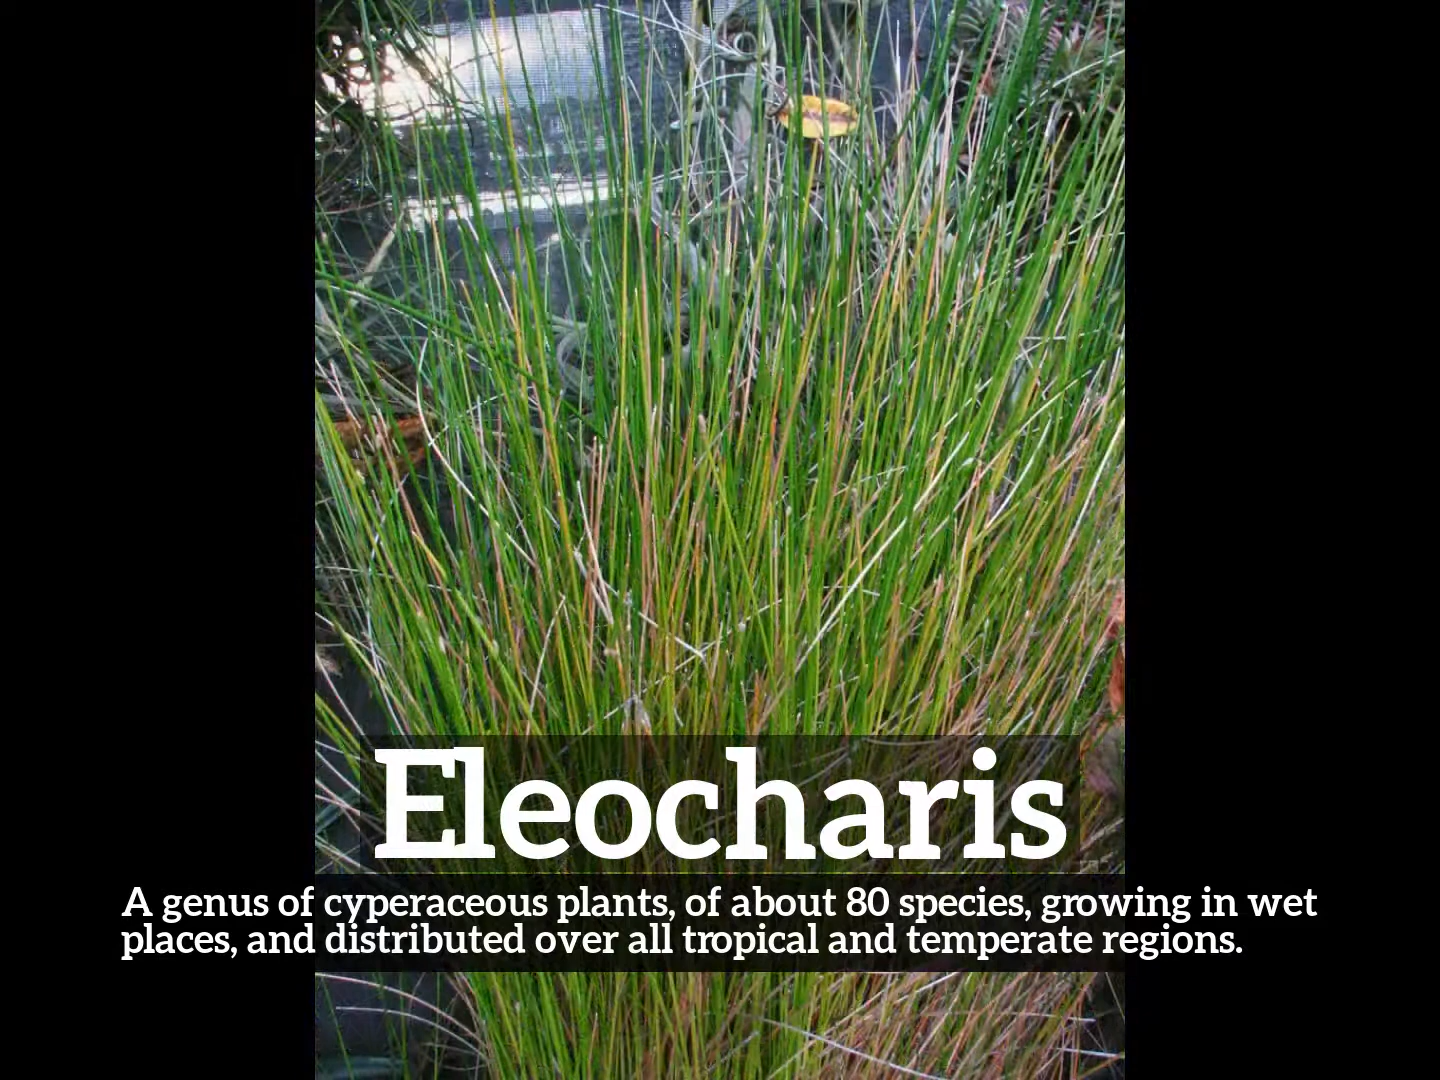 Eleocharis
A genus of cyperaceous plants, of about 80 species, growing in wet
places, and distributed over all tropical and temperate regions.